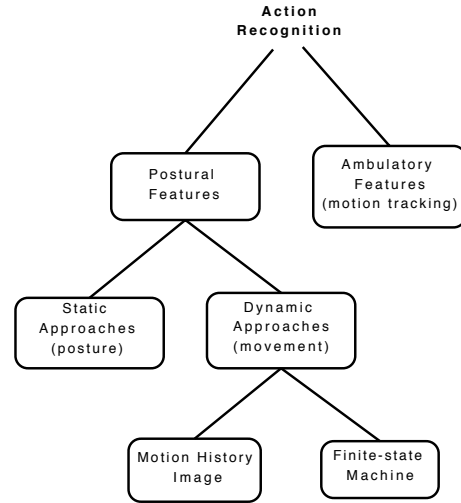 Action
Recognition
Postural
Features
Ambulatory
Features
(motion tracking)
Static
Approaches
(posture)
Dynamic
Approaches
(movement)
Motion History
Image
Finite-state
Machine